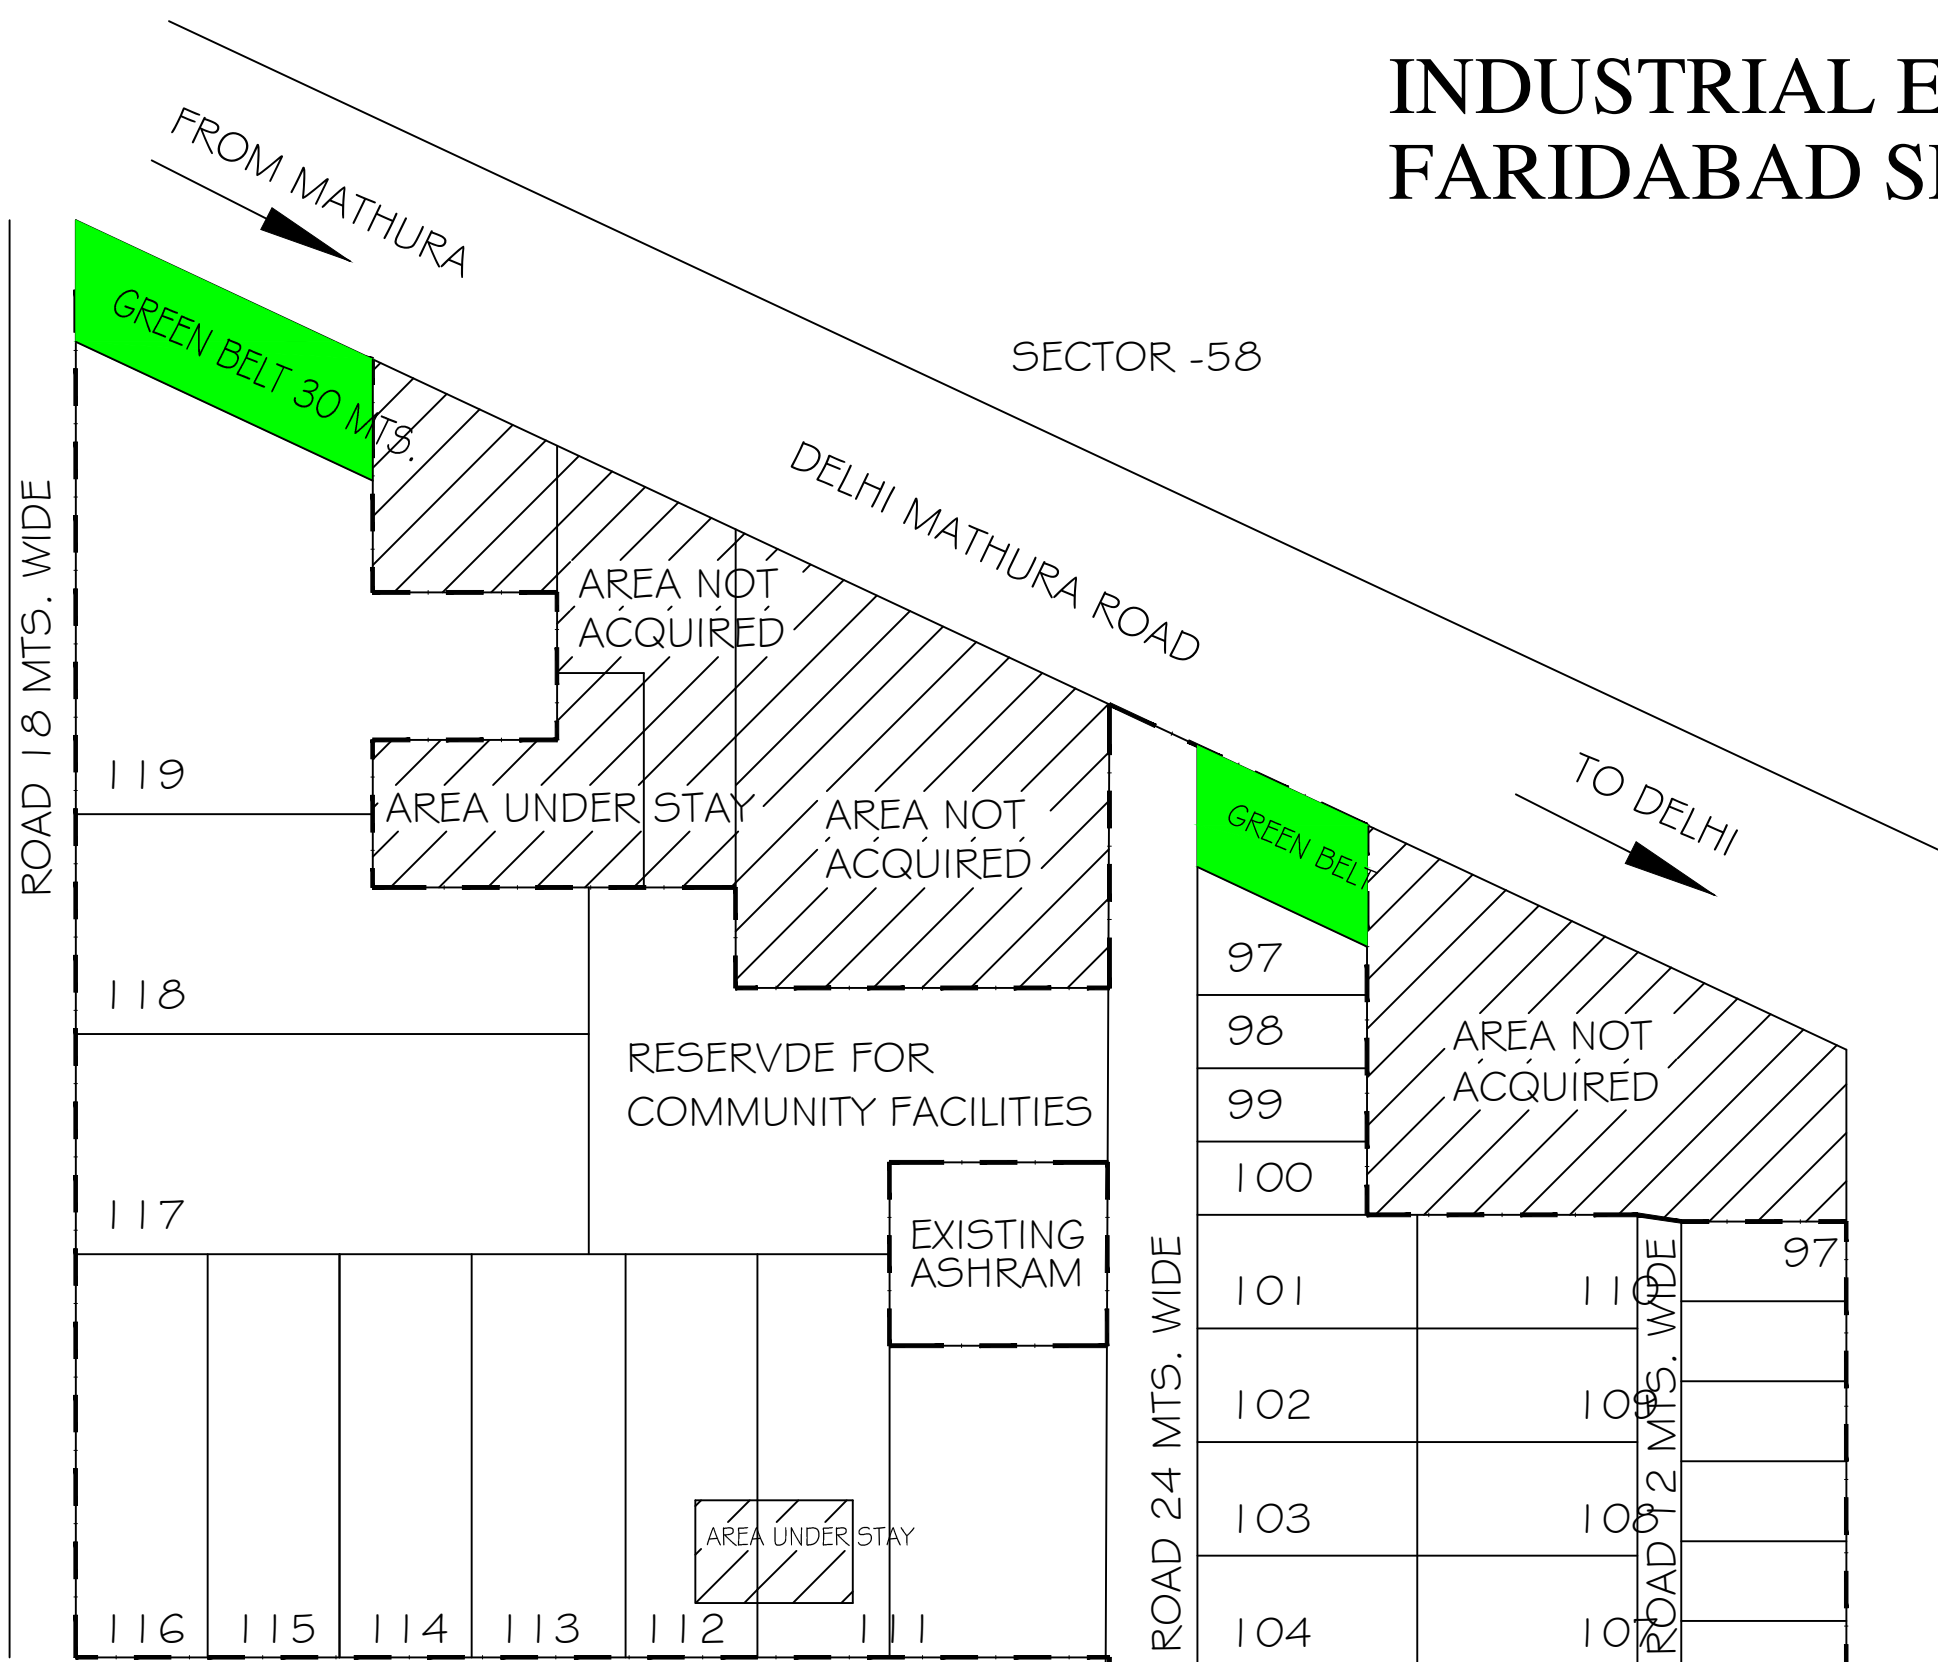 INDUSTRIAL E
FARIDABAD S
FROM MATHURA
GREEN BELT 30 MTS.
SECTOR -58
DELHI MATHURA ROAD
TO DELHI
ROAD 18 MTS. WIDE
AREA NOT
ACQUIRED
119
AREA UNDER STAY
AREA NOT
ACQUIRED
GREEN BELT
97
98
99
100
AREA NOT
ACQUIRED
118
RESERVDE FOR
COMMUNITY FACILITIES
117
EXISTING
ASHRAM
97
101
110
102
109
103
108
104
107
ROAD 24 MTS. WIDE
ROAD 12 MTS. WIDE
AREA UNDER STAY
116
115
114
113
112
111